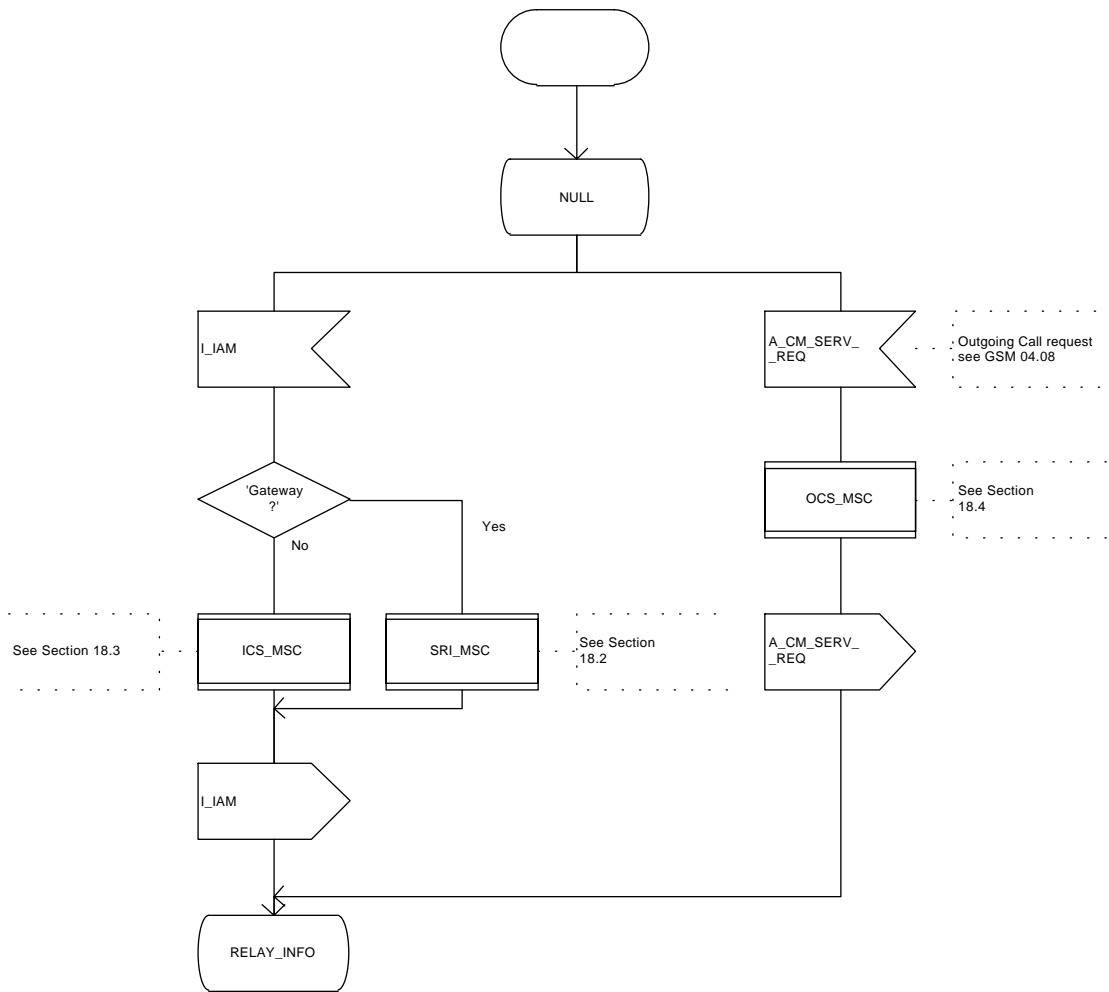 NULL
I_IAM
A_CM_SERV_
_REQ
Outgoing Call request
see GSM 04.08
'Gateway
?'
No
Yes
OCS_MSC
See Section
18.4
See Section 18.3
ICS_MSC
SRI_MSC
See Section
18.2
A_CM_SERV_
_REQ
I_IAM
RELAY_INFO